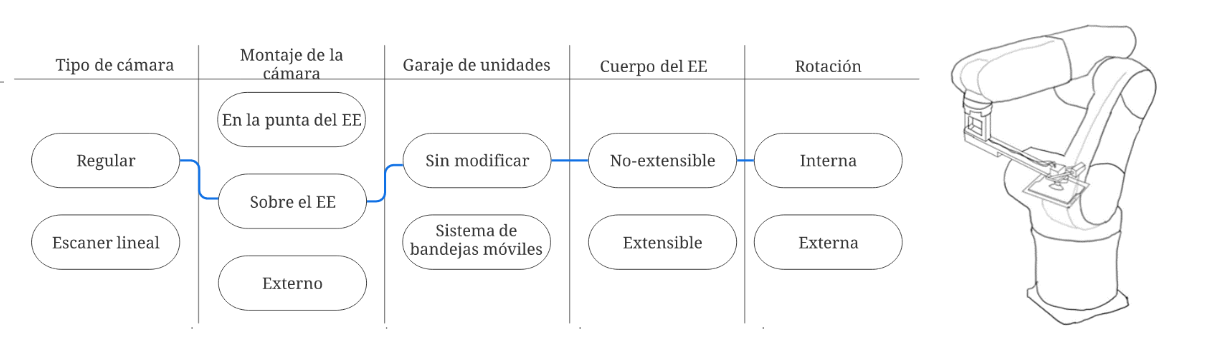 Tipo de cámara
Montaje de la
cámara
Garaje de unidades
Cuerpo del EE
Rotación
En la punta del EE
Regular
Sin modificar
No-extensible
Interna
Sobre el EE
Escaner lineal
Sistema de
bandejas móviles
Extensible
Externa
Externo